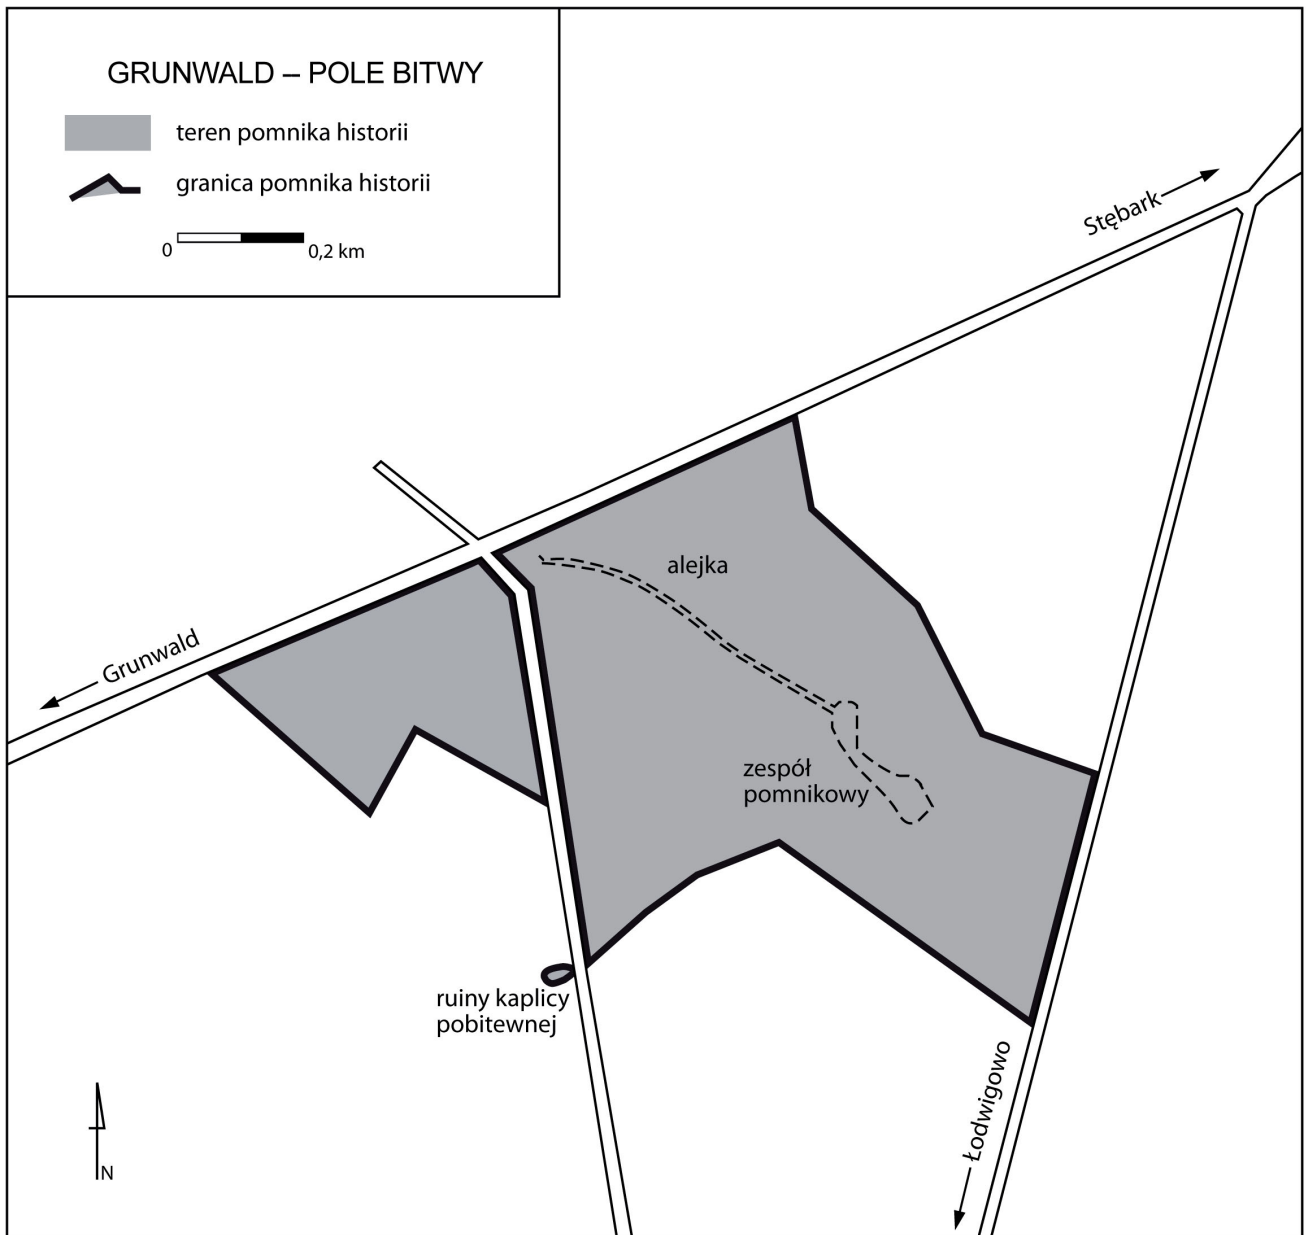 GRUNWALD – POLE BITWY
teren pomnika historii
granica pomnika historii
0
0,2 km
Stębark
alejka
Grunwald
zespół
pomnikowy
ruiny kaplicy
pobitewnej
Łodwigowo
N